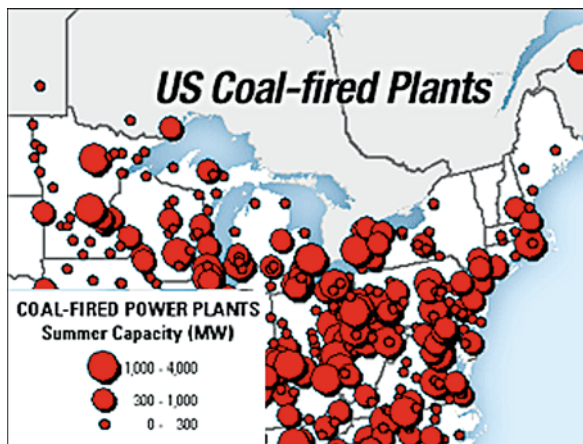 US Coal-fired Plants
COAL-FIRED POWER PLANTS
Summer Capacity (MW)
1,000 - 4,000
300 - 1,000
0 - 300